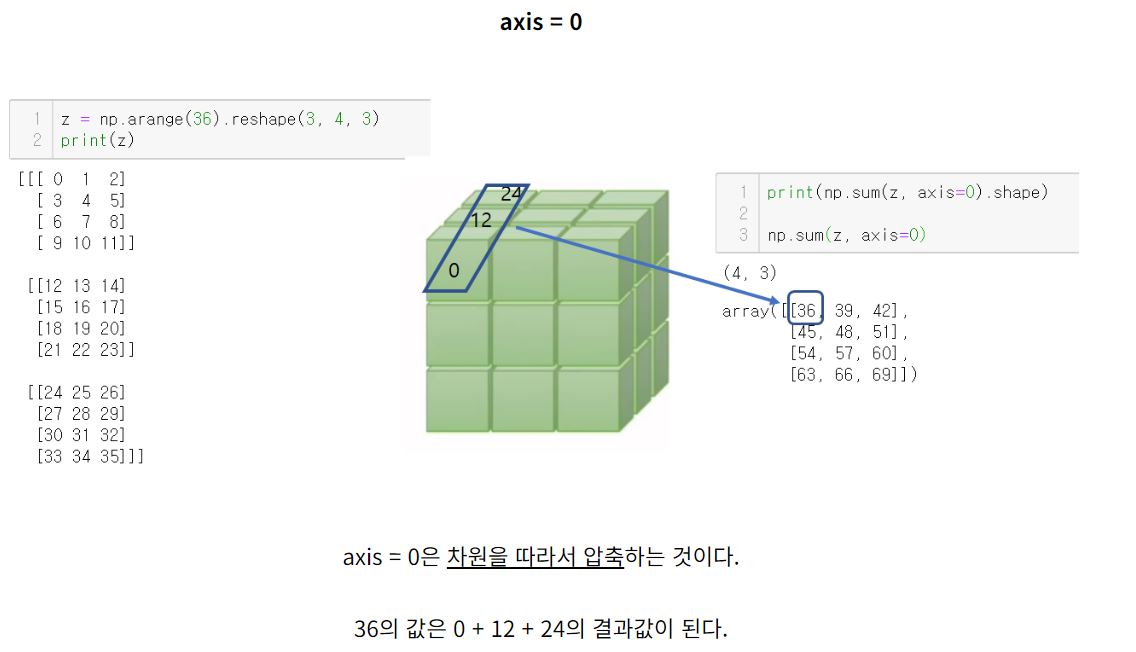 axis = 0
1 z = np.arange(36).reshape(3, 4, 3)
2 print(z)
[[[ 0 1 2]
[ 3 4 5]
[ 6 7 8]
[ 9 10 11]]
[[12 13 14]
[15 16 17]
[18 19 20]
[21 22 23]]
[[24 25 26]
[27 28 29]
[30 31 32]
[33 34 35]]]
24
12
0
1 print(np.sum(z, axis=0).shape)
2
3 np.sum(z, axis=0)
(4, 3)
array([[36, 39, 42],
[45, 48, 51],
[54, 57, 60],
[63, 66, 69]])
axis = 0은 차원을 따라서 압축하는 것이다.
36의 값은 0 + 12 + 24의 결과값이 된다.